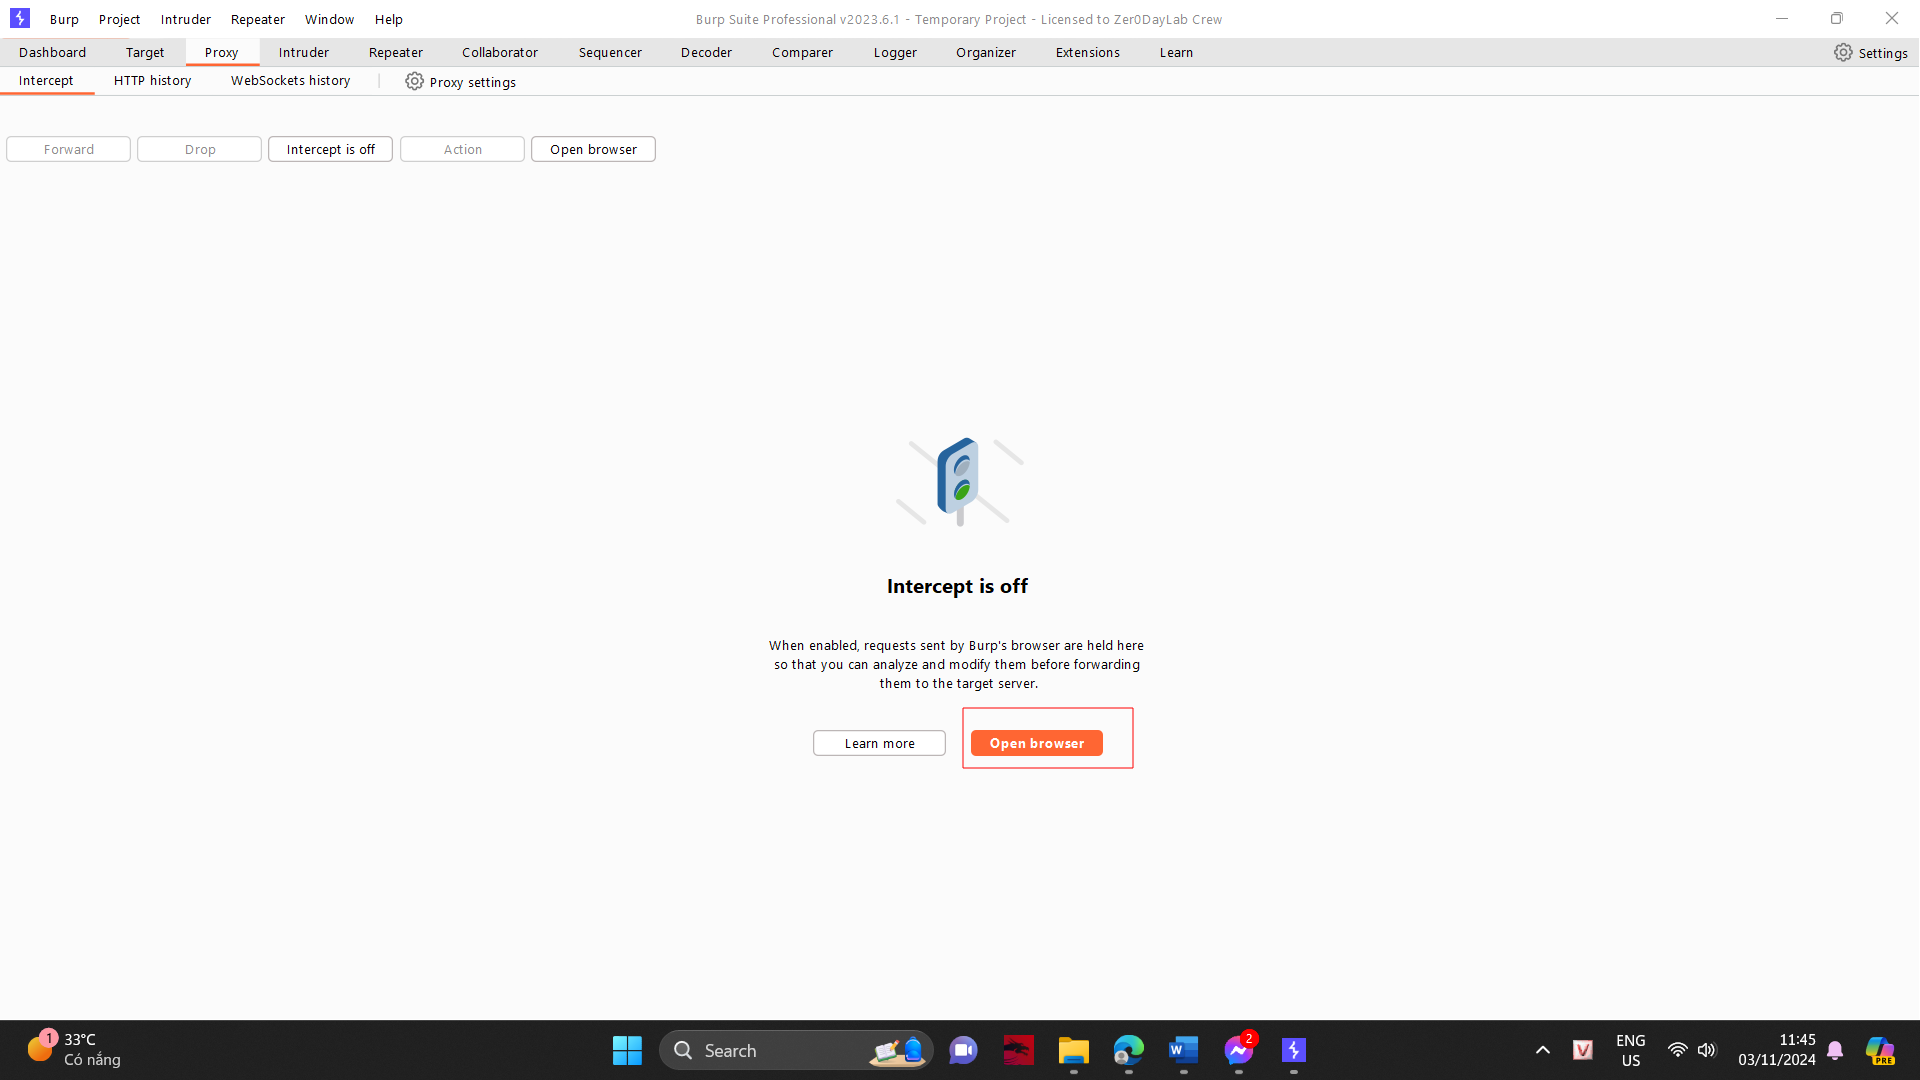 Burp Project Intruder Repeater Window Help Burp Suite Professional v2023.6.1 - Temporary Project - Licensed to Zer0DayLab Crew
Dashboard Target Proxy Intruder Repeater Collaborator Sequencer Decoder Comparer Logger Organizer Extensions Learn Settings
Intercept HTTP history WebSockets history Proxy settings
Forward Drop Intercept is off Action Open browser
Intercept is off
When enabled, requests sent by Burp's browser are held here
so that you can analyze and modify them before forwarding
them to the target server.
Learn more Open browser
1 33°C
Có nắng
Search
W
2
V
ENG
US
11:45
03/11/2024
PRE